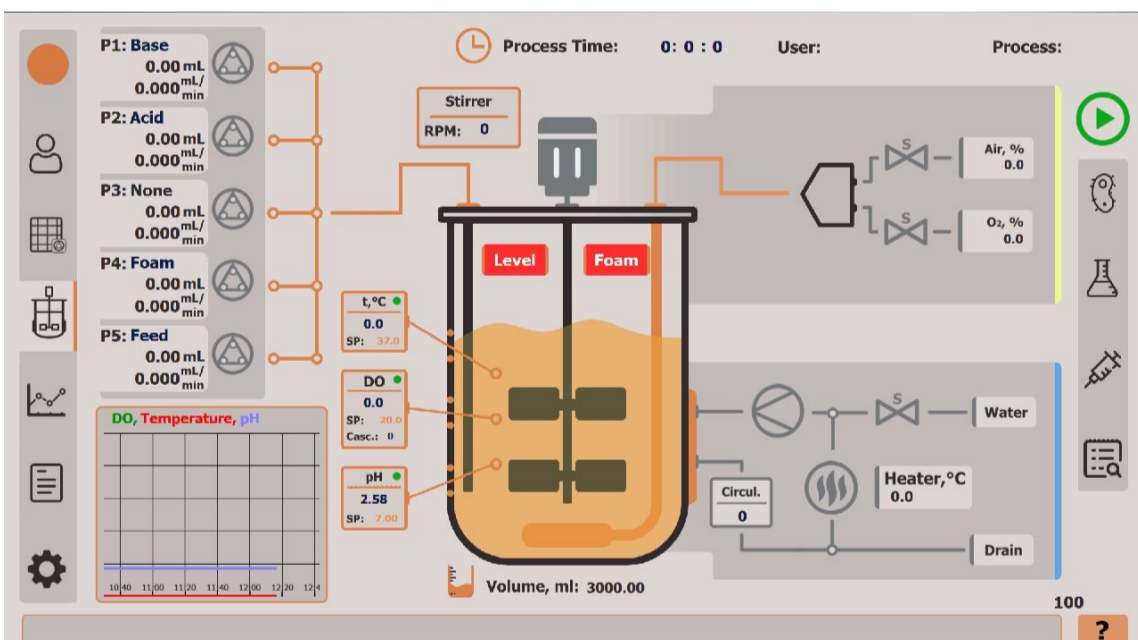 P1: Base
0.00 mL
0.000 mL/min
P2: Acid
0.00 mL
0.000 mL/min
P3: None
0.00 mL
0.000 mL/min
P4: Foam
0.00 mL
0.000 mL/min
P5: Feed
0.00 mL
0.000 mL/min
Process Time: 0: 0 : 0 User: Process:
Stirrer
RPM: 0
Level
Foam
S
Air, %
0.0
S
O₂, %
0.0
t,°C
0.0
SP: 37.0
DO
0.0
SP: 20.0
Casc.: 0
pH
2.58
SP: 7.00
DO, Temperature, pH
10:40 11:00 11:20 11:40 12:00 12:20 12:4
S
Water
Heater,°C
0.0
Circul.
0
Drain
Volume, ml: 3000.00
100
?